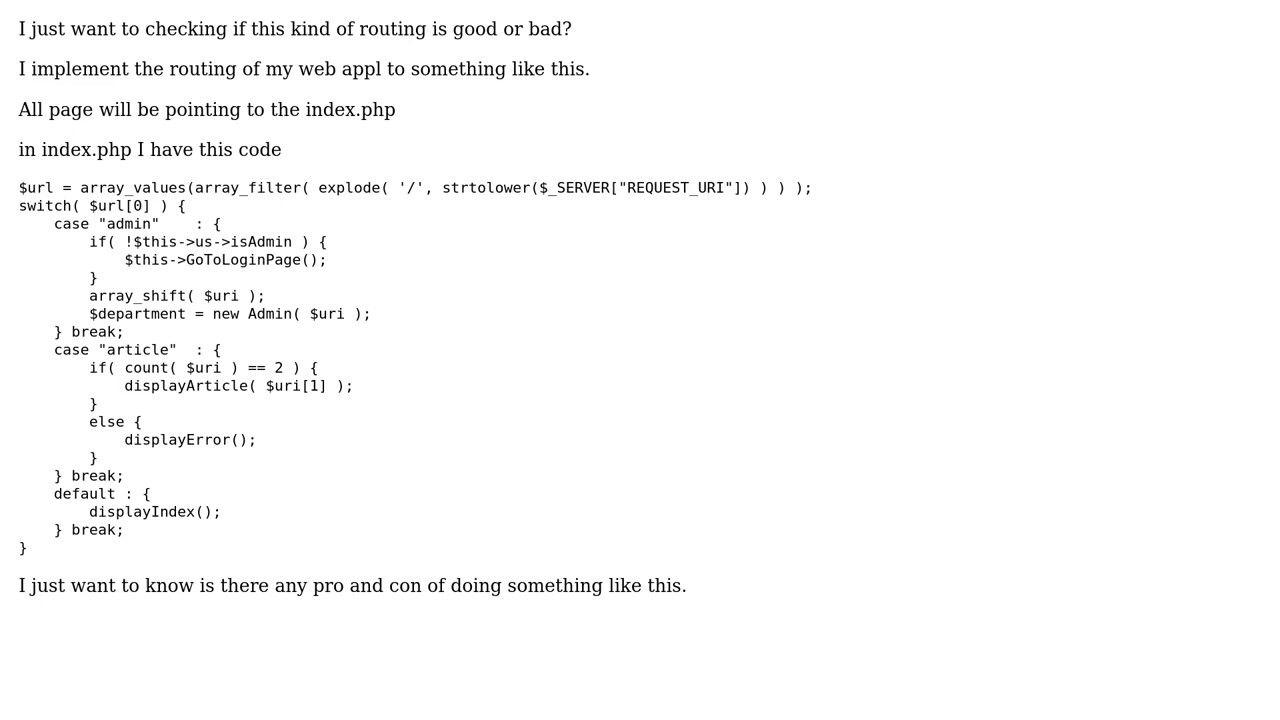 I just want to checking if this kind of routing is good or bad?
I implement the routing of my web appl to something like this.
All page will be pointing to the index.php
in index.php I have this code
$url = array_values(array_filter( explode( '/', strtolower($_SERVER["REQUEST_URI"]) ) ) );
switch( $url[0] ) {
    case "admin"    : {
        if( !$this->us->isAdmin ) {
            $this->GoToLoginPage();
        }
        array_shift( $uri );
        $department = new Admin( $uri );
    } break;
    case "article"  : {
        if( count( $uri ) == 2 ) {
            displayArticle( $uri[1] );
        }
        else {
            displayError();
        }
    } break;
    default : {
        displayIndex();
    } break;
}
I just want to know is there any pro and con of doing something like this.